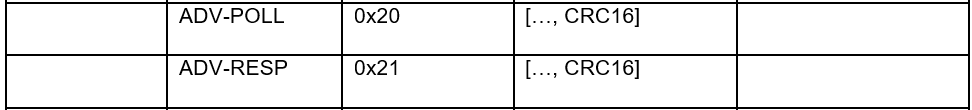 ADV-POLL 0x20 […, CRC16]
ADV-RESP 0x21 […, CRC16]